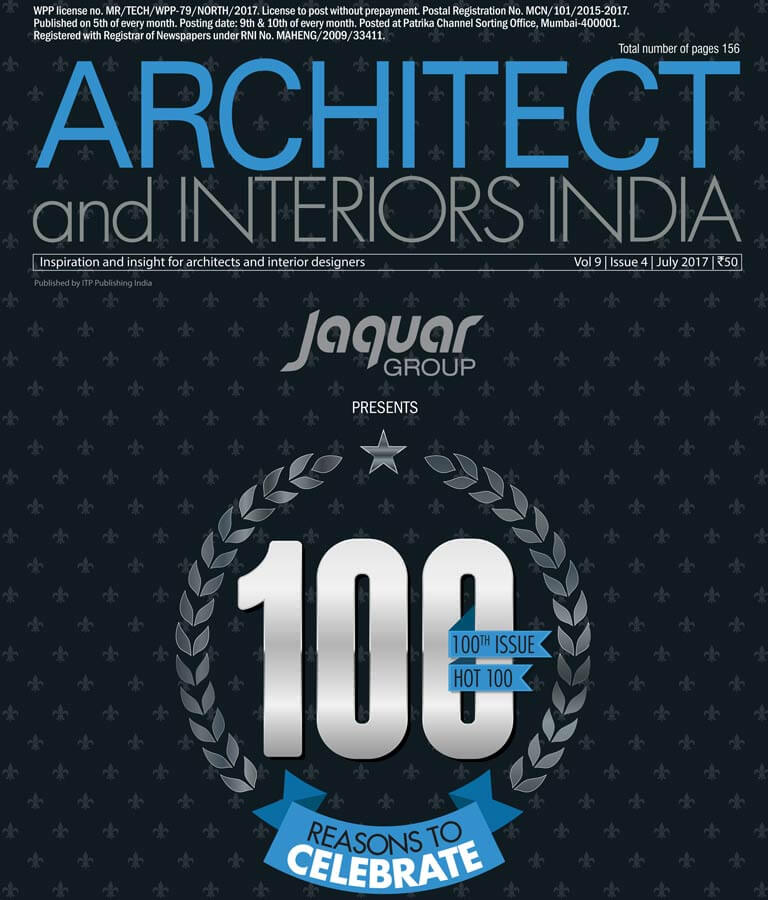 WPP license no. MR/TECH/WPP-79/NORTH/2017. License to post without prepayment. Postal Registration No. MCN/101/2015-2017.
Published on 5th of every month. Posting date: 9th & 10th of every month. Posted at Patrika Channel Sorting Office, Mumbai-400001.
Registered with Registrar of Newspapers under RNI No. MAHENG/2009/33411.
Total number of pages 156
ARCHITECT
and INTERIORS INDIA
Inspiration and insight for architects and interior designers
Vol 9 | Issue 4 | July 2017 | ₹50
Published by ITP Publishing India
Jaquar
GROUP
PRESENTS
100
100TH ISSUE
HOT 100
REASONS TO
CELEBRATE